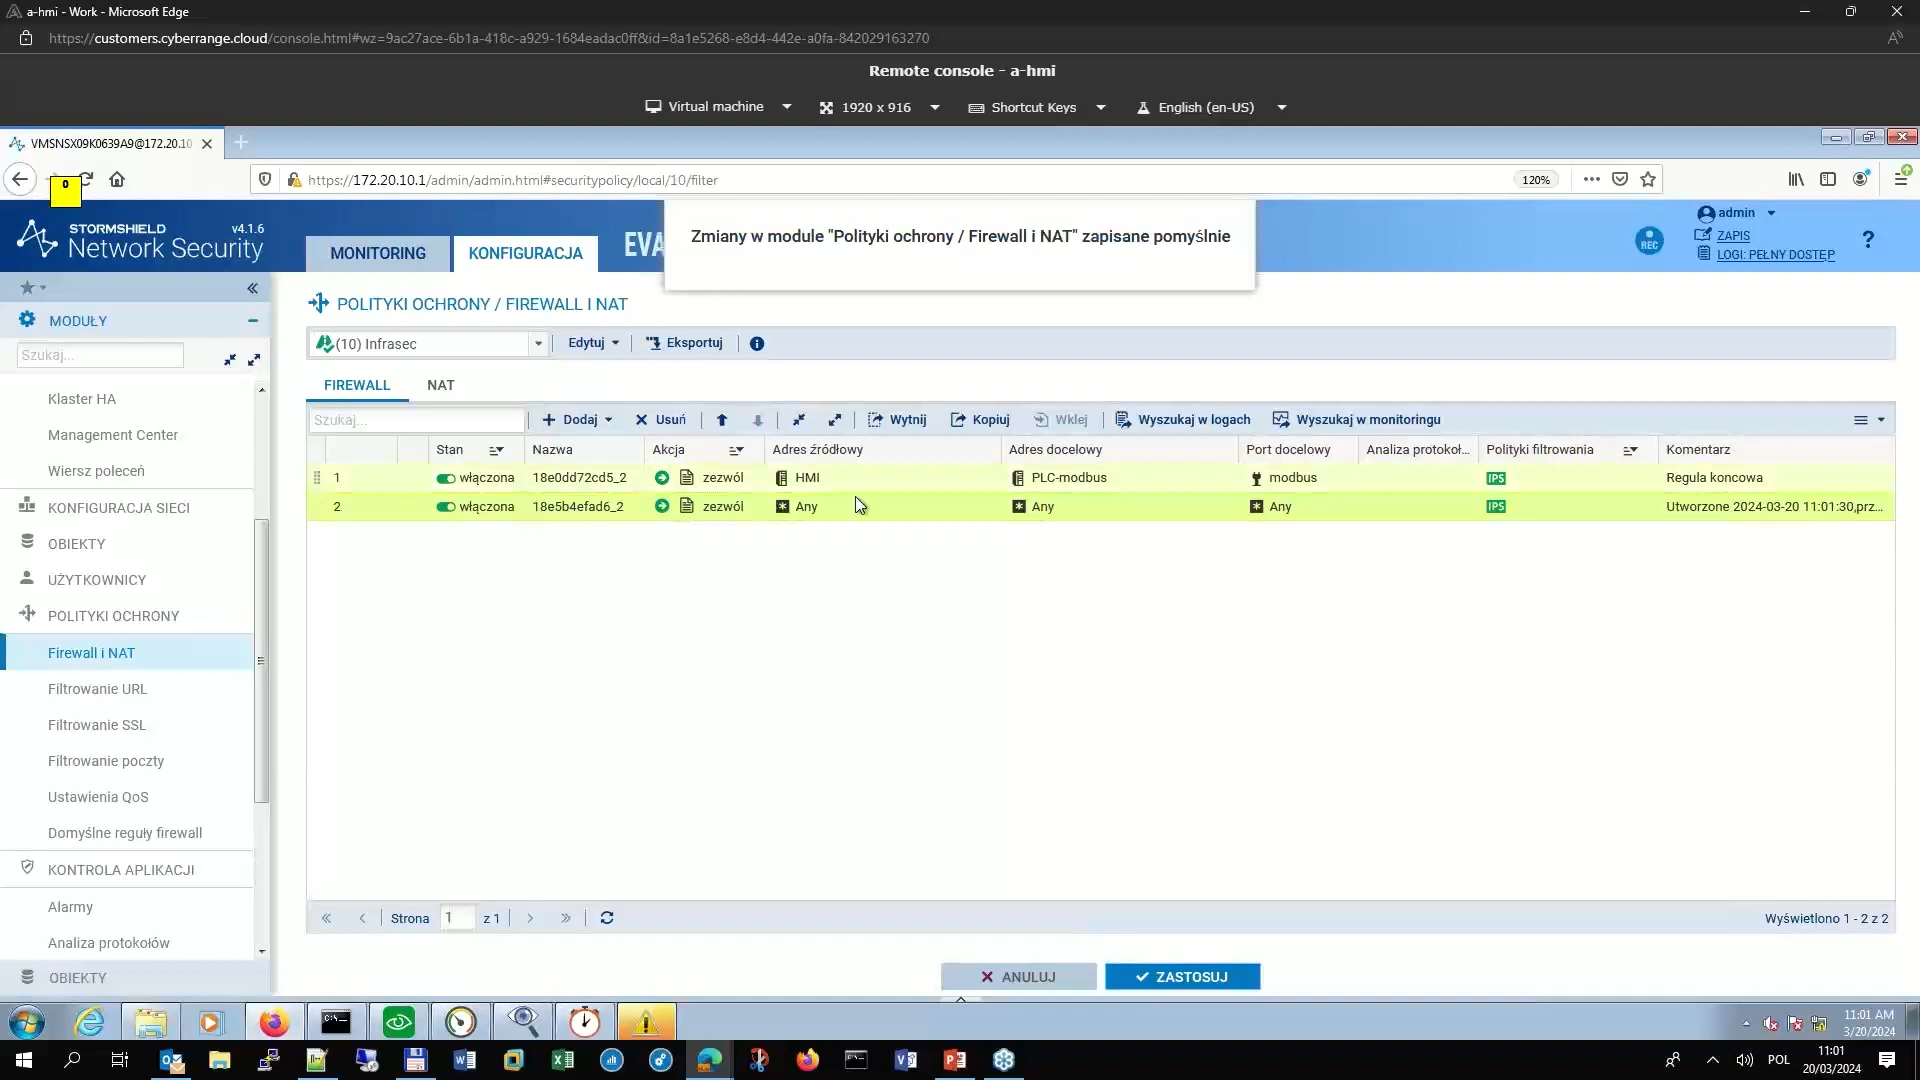 a-hmi - Work - Microsoft Edge
https://customers.cyberrange.cloud/console.html#wz=9ac27ace-6b1a-418c-a929-1684eadac0ff&id=8a1e5268-e8d4-442e-a0fa-842029163270
Remote console - a-hmi
Virtual machine 1920 x 916 Shortcut Keys English (en-US)
VMSNSX09K0639A9@172.20.10
https://172.20.10.1/admin/admin.html#securitypolicy/local/10/filter 120%
0
STORMSHIELD v4.1.6
Network Security
MONITORING KONFIGURACJA EVA
Zmiany w module "Polityki ochrony / Firewall i NAT" zapisane pomyślnie
REC
admin
ZAPIS
LOGI: PEŁNY DOSTĘP
?
MODUŁY
Szukaj...
Klaster HA
Management Center
Wiersz poleceń
KONFIGURACJA SIECI
OBIEKTY
UŻYTKOWNICY
POLITYKI OCHRONY
Firewall i NAT
Filtrowanie URL
Filtrowanie SSL
Filtrowanie poczty
Ustawienia QoS
Domyślne reguły firewall
KONTROLA APLIKACJI
Alarmy
Analiza protokołów
OBIEKTY
POLITYKI OCHRONY / FIREWALL I NAT
(10) Infrasec Edytuj Eksportuj
FIREWALL NAT
Szukaj... Dodaj Usuń Wytnij Kopiuj Wklej Wyszukaj w logach Wyszukaj w monitoringu
Stan Nazwa Akcja Adres źródłowy Adres docelowy Port docelowy Analiza protokoł... Polityki filtrowania Komentarz
1 włączona 18e0dd72cd5_2 zezwól HMI PLC-modbus modbus IPS Regula koncowa
2 włączona 18e5b4efad6_2 zezwól Any Any Any IPS Utworzone 2024-03-20 11:01:30,prz...
Strona 1 z 1 Wyświetlono 1 - 2 z 2
ANULUJ ZASTOSUJ
11:01 AM
3/20/2024
POL
11:01
20/03/2024